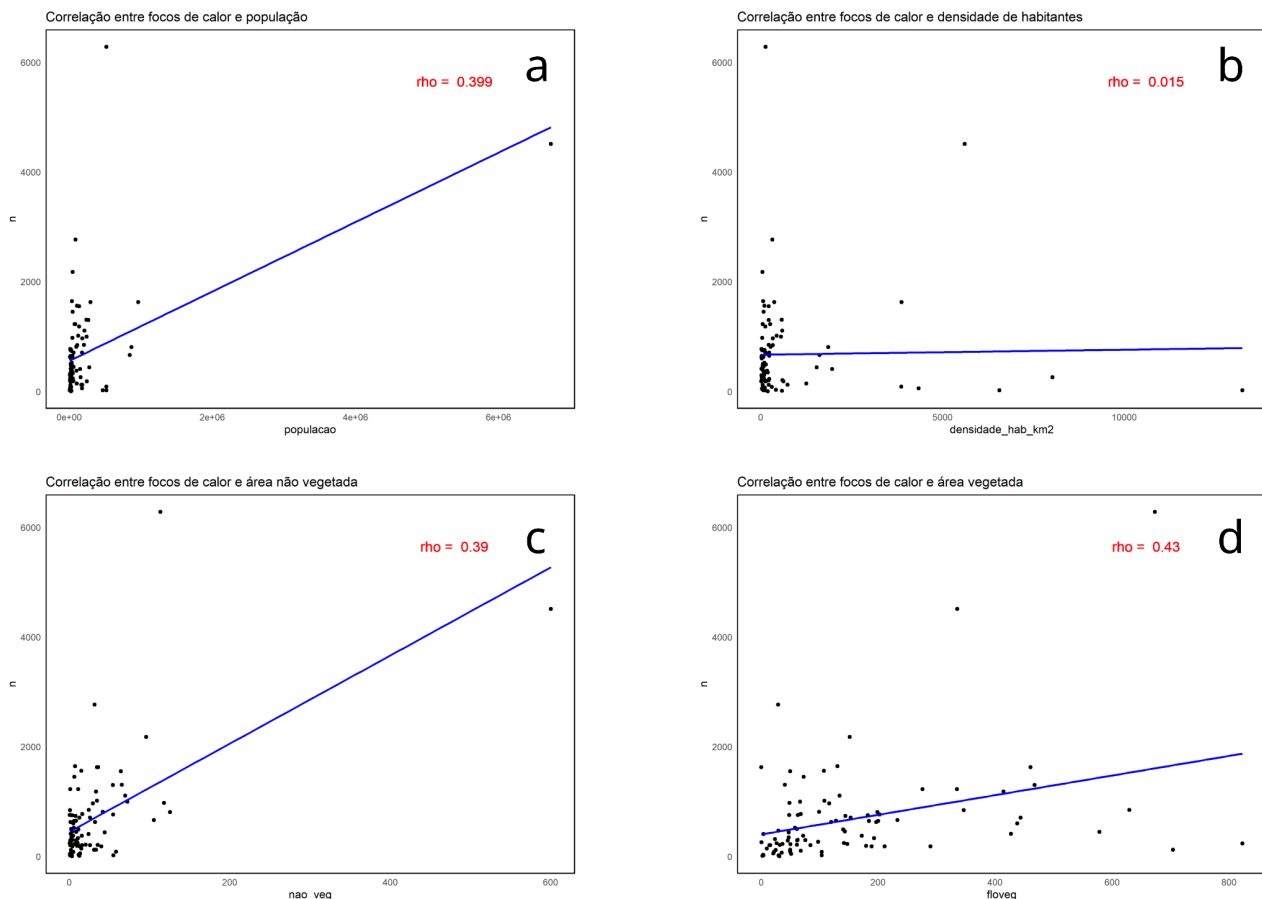 Correlação entre focos de calor e população
a
rho = 0.399
6000
4000
2000
0
n
0e+00 2e+06 4e+06 6e+06
populacao
Correlação entre focos de calor e densidade de habitantes
b
rho = 0.015
6000
4000
2000
0
n
0 5000 10000
densidade_hab_km2
Correlação entre focos de calor e área não vegetada
c
rho = 0.39
6000
4000
2000
0
n
0 200 400 600
nao_veg
Correlação entre focos de calor e área vegetada
d
rho = 0.43
6000
4000
2000
0
n
0 200 400 600 800
floveg